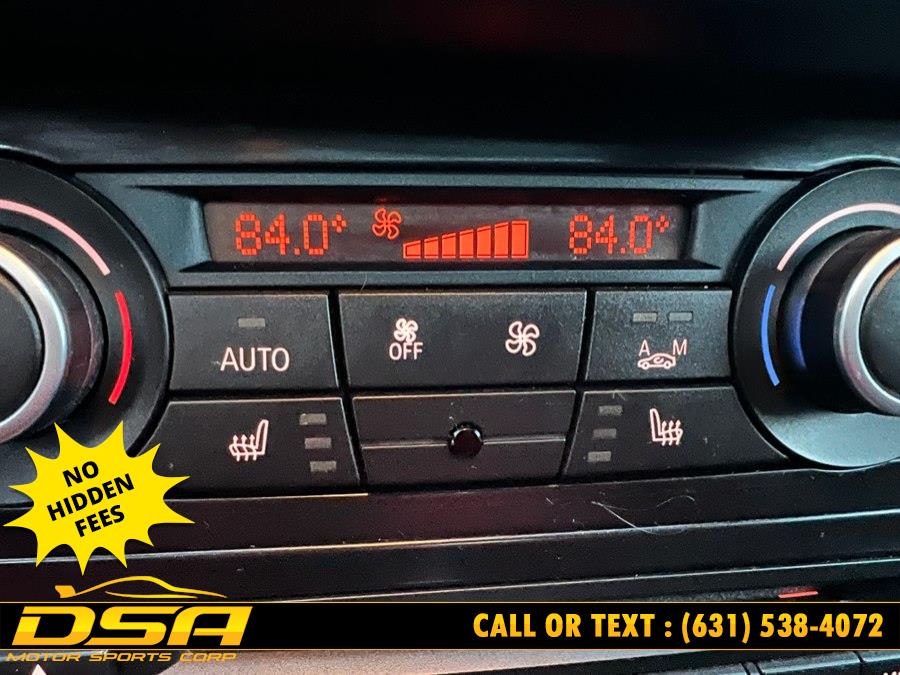 84.0° 84.0°
AUTO
OFF
A M
NO
HIDDEN
FEES
DSA
MOTOR SPORTS CORP
CALL OR TEXT : (631) 538-4072